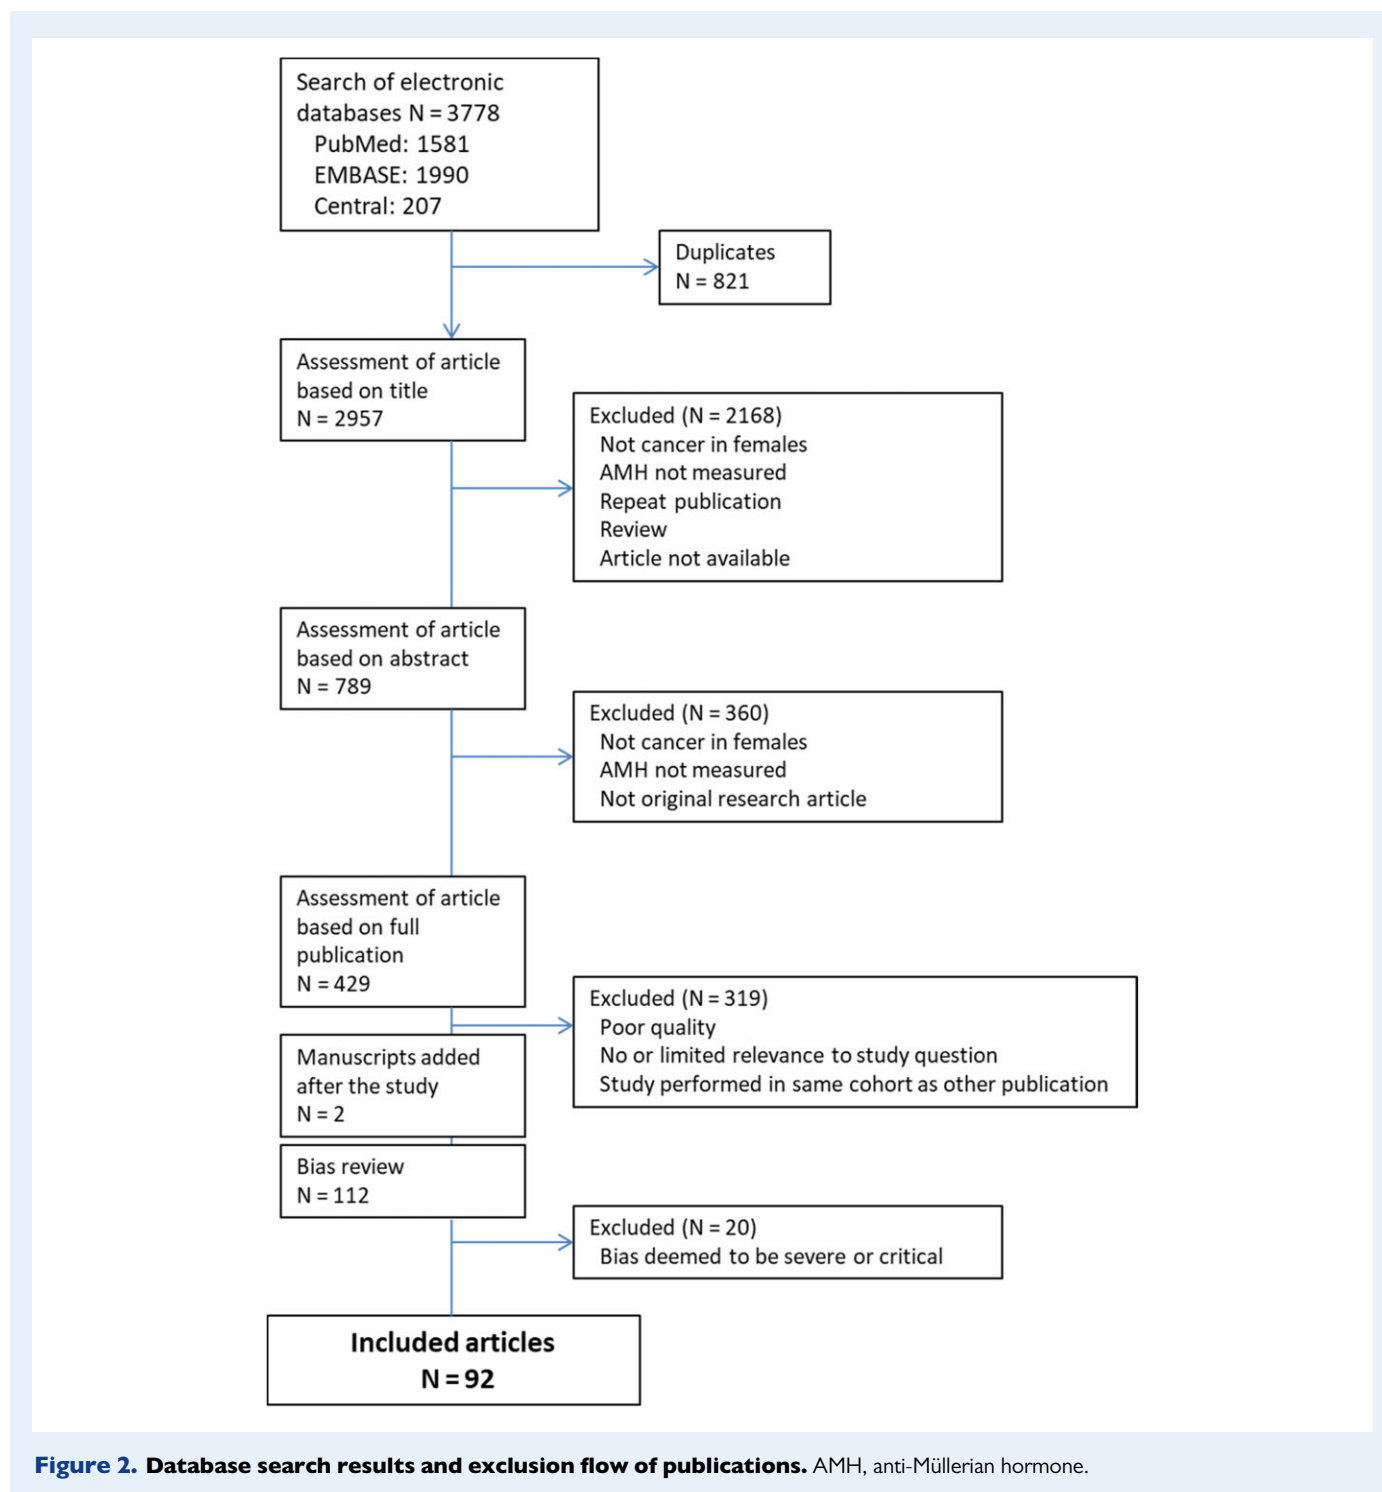 Search of electronic
databases N = 3778
PubMed: 1581
EMBASE: 1990
Central: 207
Duplicates
N = 821
Assessment of article
based on title
N = 2957
Excluded (N = 2168)
Not cancer in females
AMH not measured
Repeat publication
Review
Article not available
Assessment of article
based on abstract
N = 789
Excluded (N = 360)
Not cancer in females
AMH not measured
Not original research article
Assessment of article
based on full
publication
N = 429
Excluded (N = 319)
Poor quality
No or limited relevance to study question
Study performed in same cohort as other publication
Manuscripts added
after the study
N = 2
Bias review
N = 112
Excluded (N = 20)
Bias deemed to be severe or critical
Included articles
N = 92
Figure 2. Database search results and exclusion flow of publications. AMH, anti-Müllerian hormone.